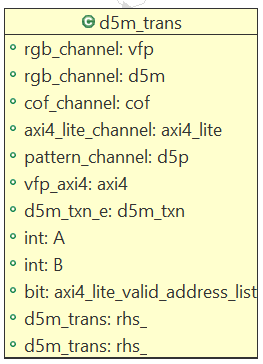 C d5m_trans
rgb_channel: vfp
rgb_channel: d5m
cof_channel: cof
axi4_lite_channel: axi4_lite
pattern_channel: d5p
vfp_axi4: axi4
d5m_txn_e: d5m_txn
int: A
int: B
bit: axi4_lite_valid_address_list
d5m_trans: rhs_
d5m_trans: rhs_